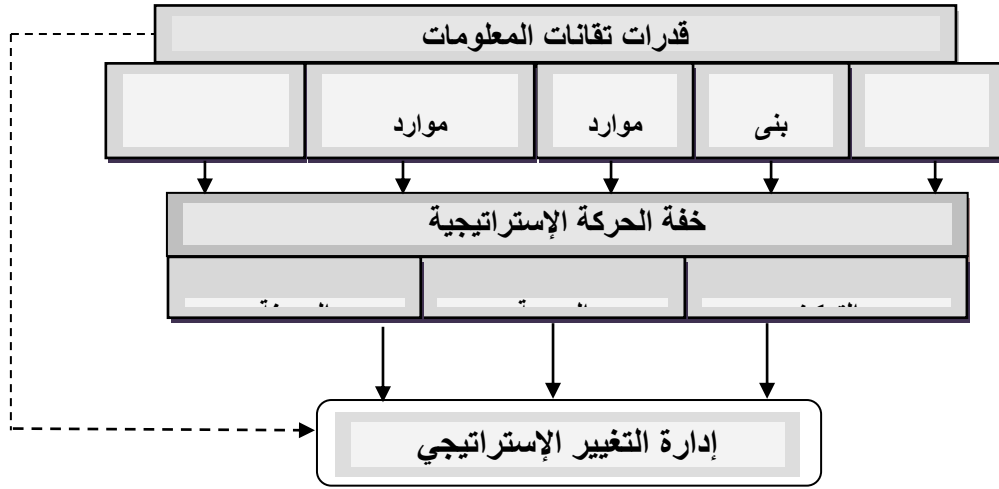 قدرات تقانات المعلومات
بنى
موارد
موارد
خفة الحركة الإستراتيجية
إدارة التغيير الإستراتيجي